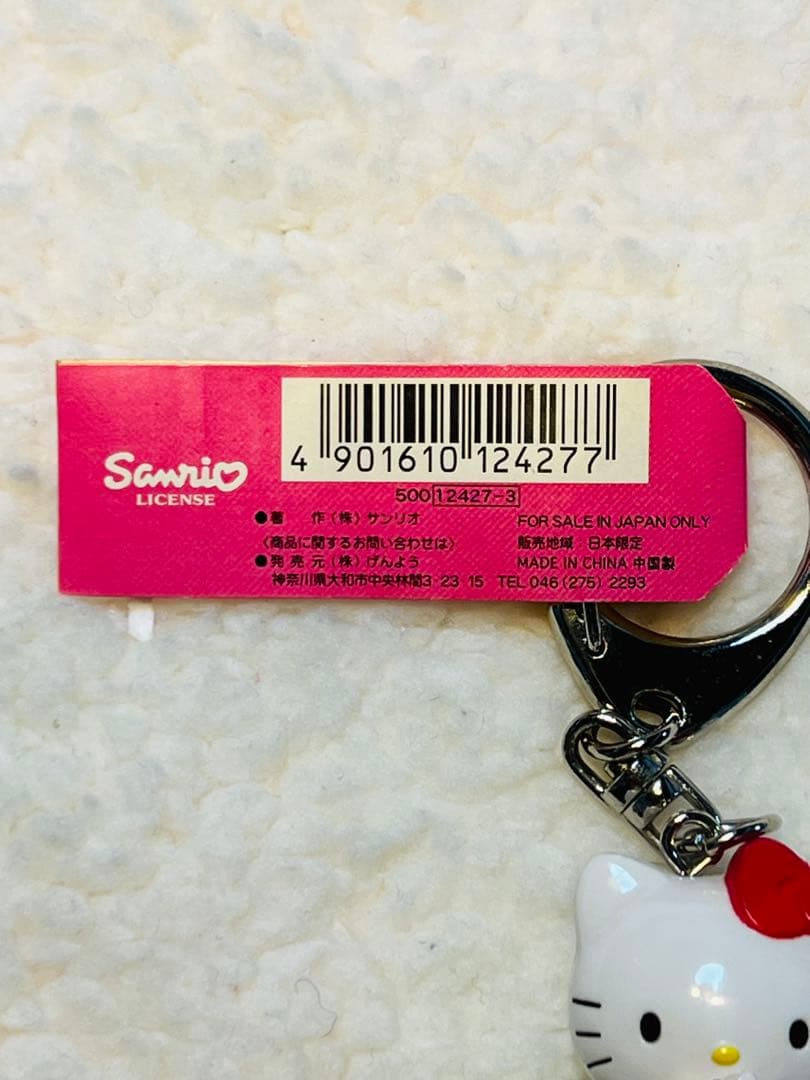 Sanrio
LICENSE
4 901610 124277
500 12427-3
●著 作(株)サンリオ
〈商品に関するお問い合わせは〉
●発売元(株)げんよう
神奈川県大和市中央林間3-23-15 TEL 046(275)2293
FOR SALE IN JAPAN ONLY
販売地域:日本限定
MADE IN CHINA 中国製